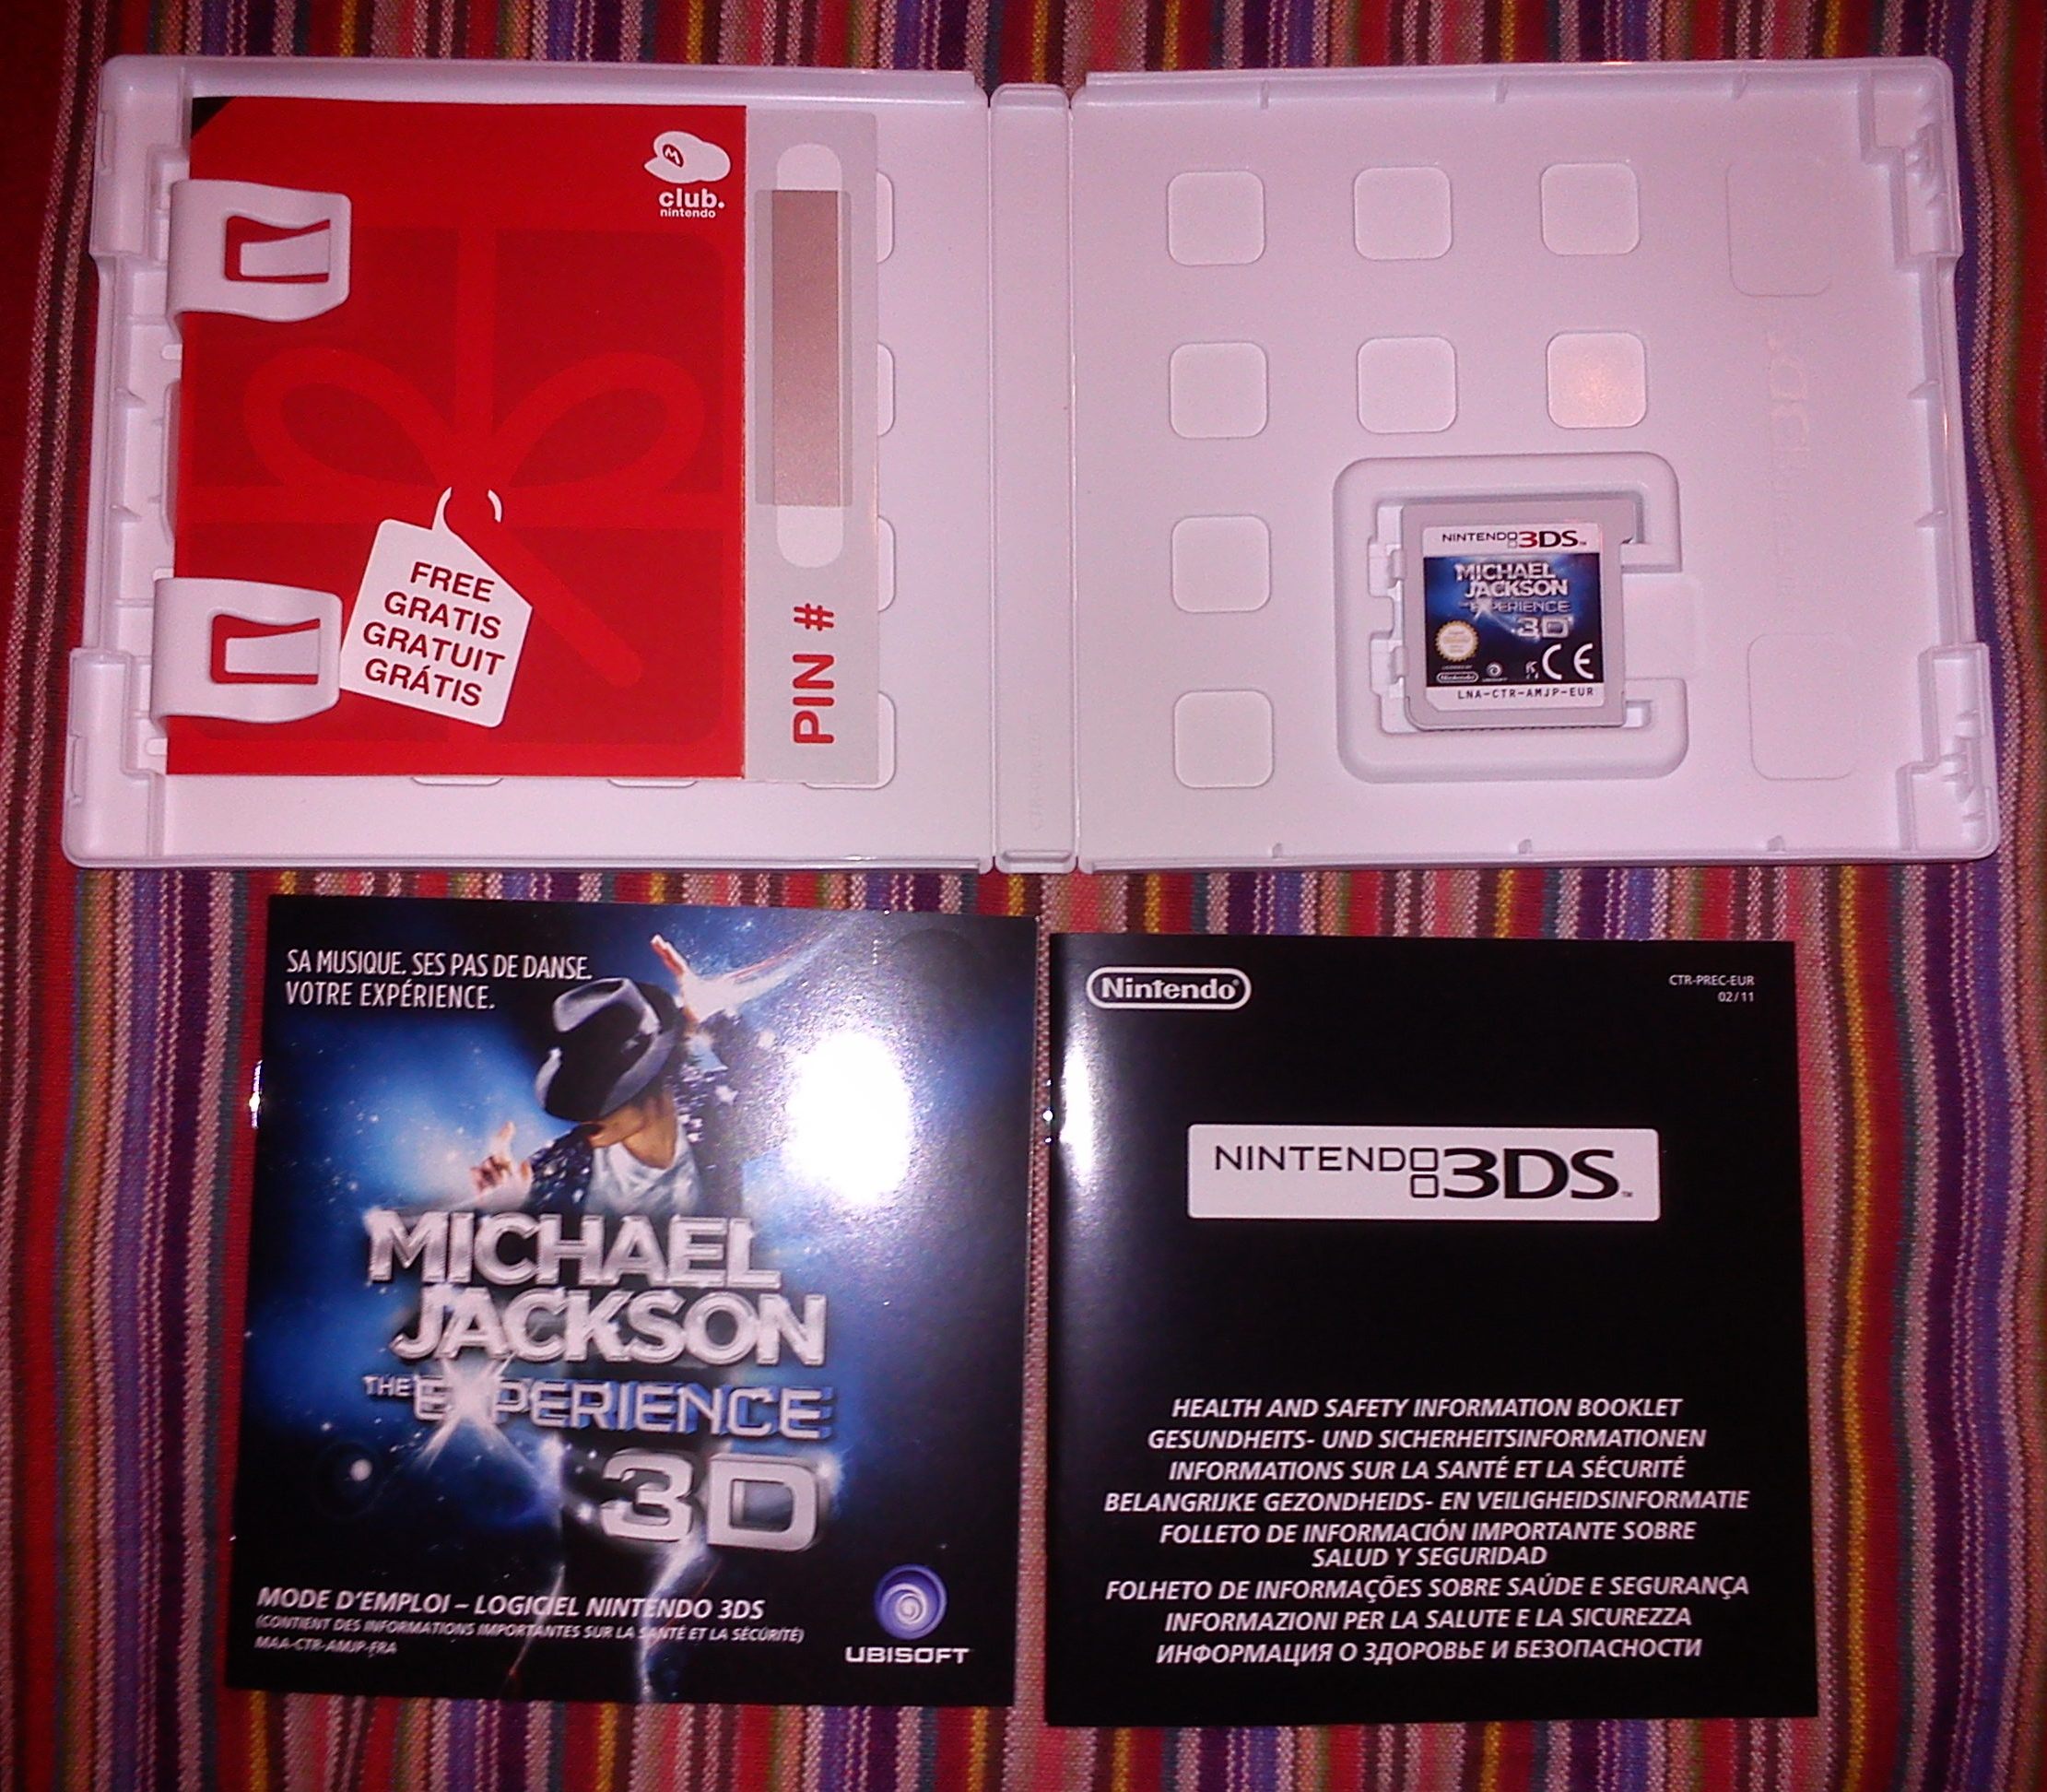 club.
nintendo
FREE
GRATIS
GRATUIT
GRÁTIS
PIN #
NINTENDO 3DS™
MICHAEL
JACKSON
THE EXPERIENCE
3D
Nintendo
UBISOFT
CE
LNA-CTR-AMJP-EUR
SA MUSIQUE. SES PAS DE DANSE.
VOTRE EXPÉRIENCE.
MICHAEL
JACKSON
THE EXPERIENCE
3D
MODE D'EMPLOI – LOGICIEL NINTENDO 3DS
(CONTIENT DES INFORMATIONS IMPORTANTES SUR LA SANTÉ ET LA SÉCURITÉ)
MAA-CTR-AMJP-FRA
UBISOFT
Nintendo®
CTR-PREC-EUR
02/11
NINTENDO 3DS™
HEALTH AND SAFETY INFORMATION BOOKLET
GESUNDHEITS- UND SICHERHEITSINFORMATIONEN
INFORMATIONS SUR LA SANTÉ ET LA SÉCURITÉ
BELANGRIJKE GEZONDHEIDS- EN VEILIGHEIDSINFORMATIE
FOLLETO DE INFORMACIÓN IMPORTANTE SOBRE
SALUD Y SEGURIDAD
FOLHETO DE INFORMAÇÕES SOBRE SAÚDE E SEGURANÇA
INFORMAZIONI PER LA SALUTE E LA SICUREZZA
ИНФОРМАЦИЯ О ЗДОРОВЬЕ И БЕЗОПАСНОСТИ